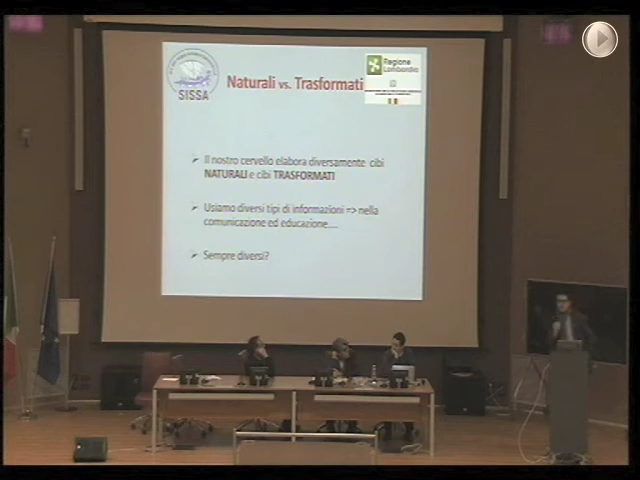 SISSA
Naturali vs. Trasformati
Regione
Lombardia
Il nostro cervello elabora diversamente cibi
NATURALI e cibi TRASFORMATI
Usiamo diversi tipi di informazioni => nella
comunicazione ed educazione....
Sempre diversi?